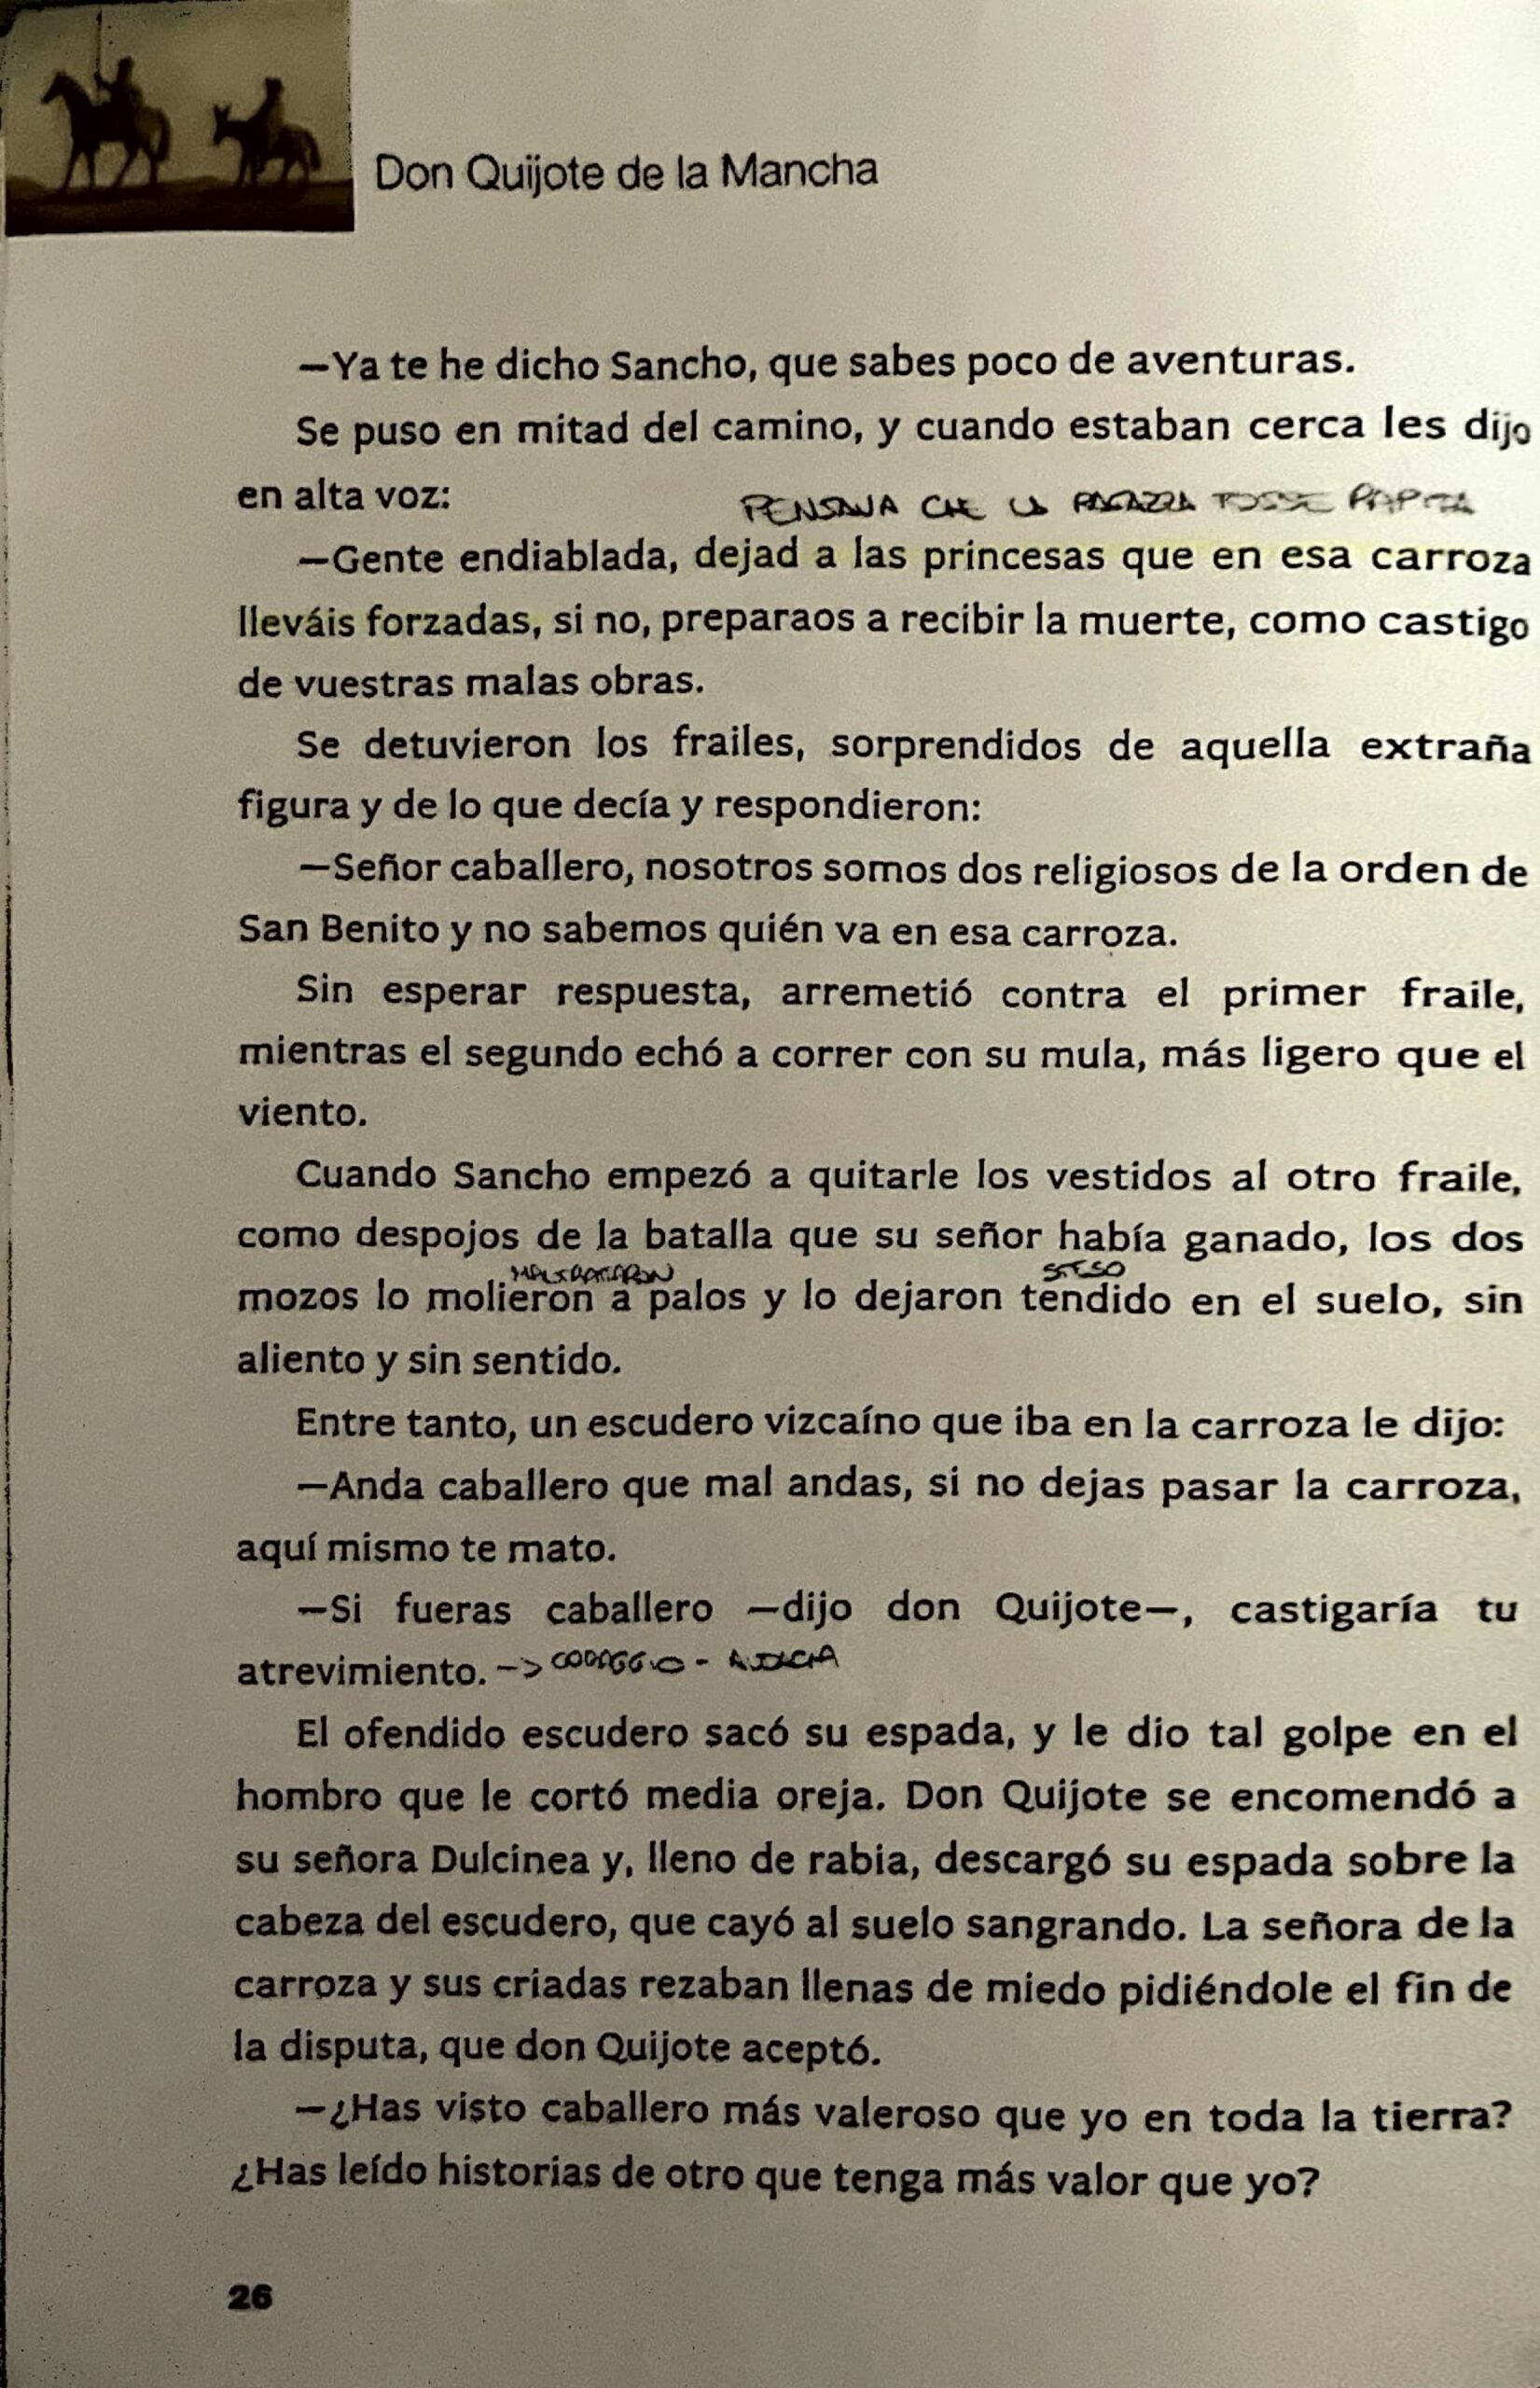 Don Quijote de la Mancha
—Ya te he dicho Sancho, que sabes poco de aventuras.
Se puso en mitad del camino, y cuando estaban cerca les dijo
en alta voz:
PENSAVA CHE LA RAGAZZA FOSSE
—Gente endiablada, dejad a las princesas que en esa carroza
lleváis forzadas, si no, preparaos a recibir la muerte, como castigo
de vuestras malas obras.
Se detuvieron los frailes, sorprendidos de aquella extraña
figura y de lo que decía y respondieron:
—Señor caballero, nosotros somos dos religiosos de la orden de
San Benito y no sabemos quién va en esa carroza.
Sin esperar respuesta, arremetió contra el primer fraile,
mientras el segundo echó a correr con su mula, más ligero que el
viento.
Cuando Sancho empezó a quitarle los vestidos al otro fraile,
como despojos de la batalla que su señor había ganado, los dos
STESO
mozos lo molieron a palos y lo dejaron tendido en el suelo, sin
aliento y sin sentido.
Entre tanto, un escudero vizcaíno que iba en la carroza le dijo:
—Anda caballero que mal andas, si no dejas pasar la carroza,
aquí mismo te mato.
—Si fueras caballero —dijo don Quijote—, castigaría tu
atrevimiento. -> CORAGGIO - AUDACIA
El ofendido escudero sacó su espada, y le dio tal golpe en el
hombro que le cortó media oreja. Don Quijote se encomendó a
su señora Dulcinea y, lleno de rabia, descargó su espada sobre la
cabeza del escudero, que cayó al suelo sangrando. La señora de la
carroza y sus criadas rezaban llenas de miedo pidiéndole el fin de
la disputa, que don Quijote aceptó.
—¿Has visto caballero más valeroso que yo en toda la tierra?
¿Has leído historias de otro que tenga más valor que yo?
26